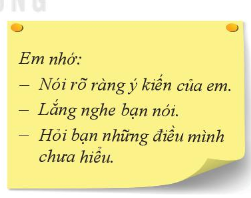 Em nhớ:
– Nói rõ ràng ý kiến của em.
– Lắng nghe bạn nói.
– Hỏi bạn những điều mình
chưa hiểu.